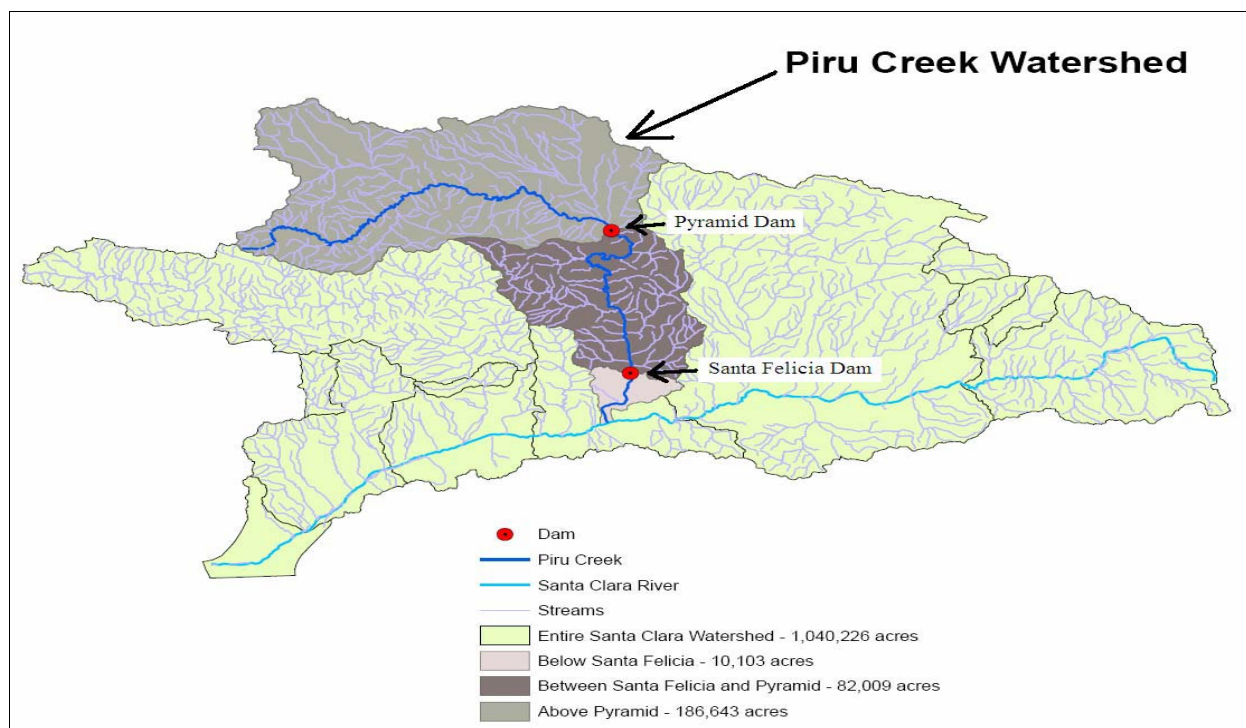 Piru Creek Watershed
Pyramid Dam
Santa Felicia Dam
Dam
Piru Creek
Santa Clara River
Streams
Entire Santa Clara Watershed - 1,040,226 acres
Below Santa Felicia - 10,103 acres
Between Santa Felicia and Pyramid - 82,009 acres
Above Pyramid - 186,643 acres